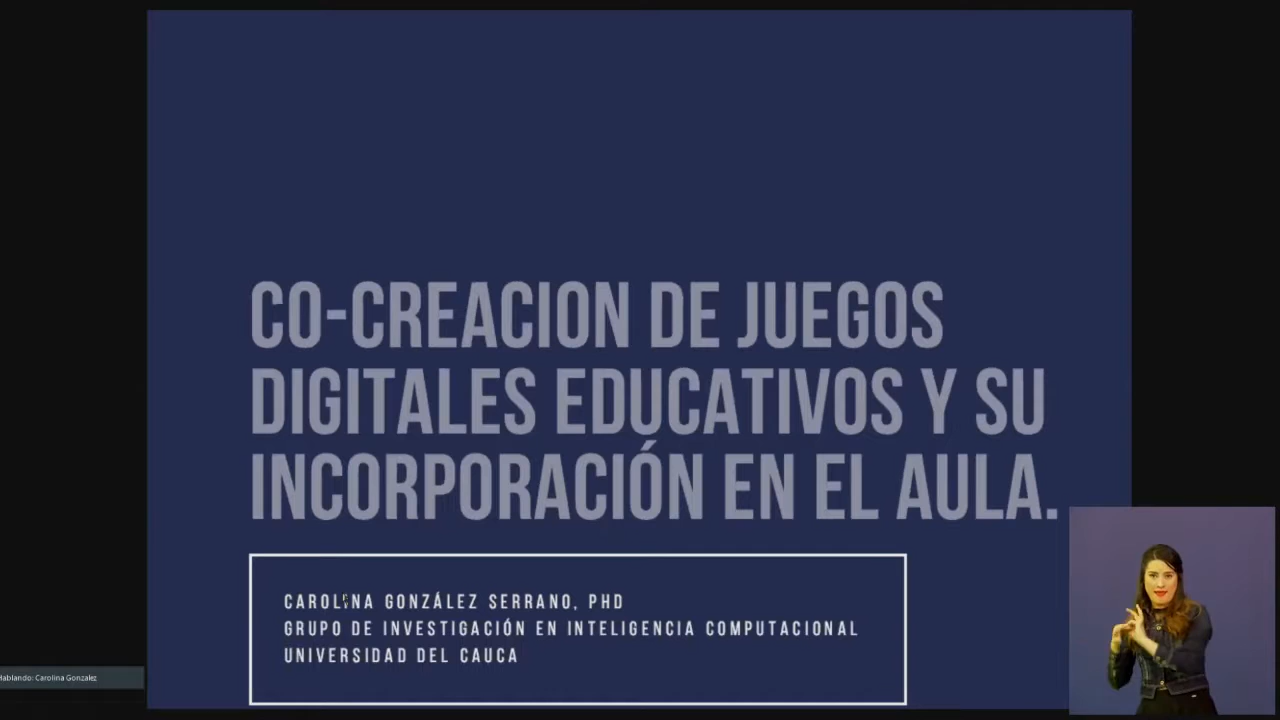 CO-CREACION DE JUEGOS
DIGITALES EDUCATIVOS Y SU
INCORPORACIÓN EN EL AULA.
CAROLINA GONZÁLEZ SERRANO, PHD
GRUPO DE INVESTIGACIÓN EN INTELIGENCIA COMPUTACIONAL
UNIVERSIDAD DEL CAUCA
Hablando: Carolina Gonzalez